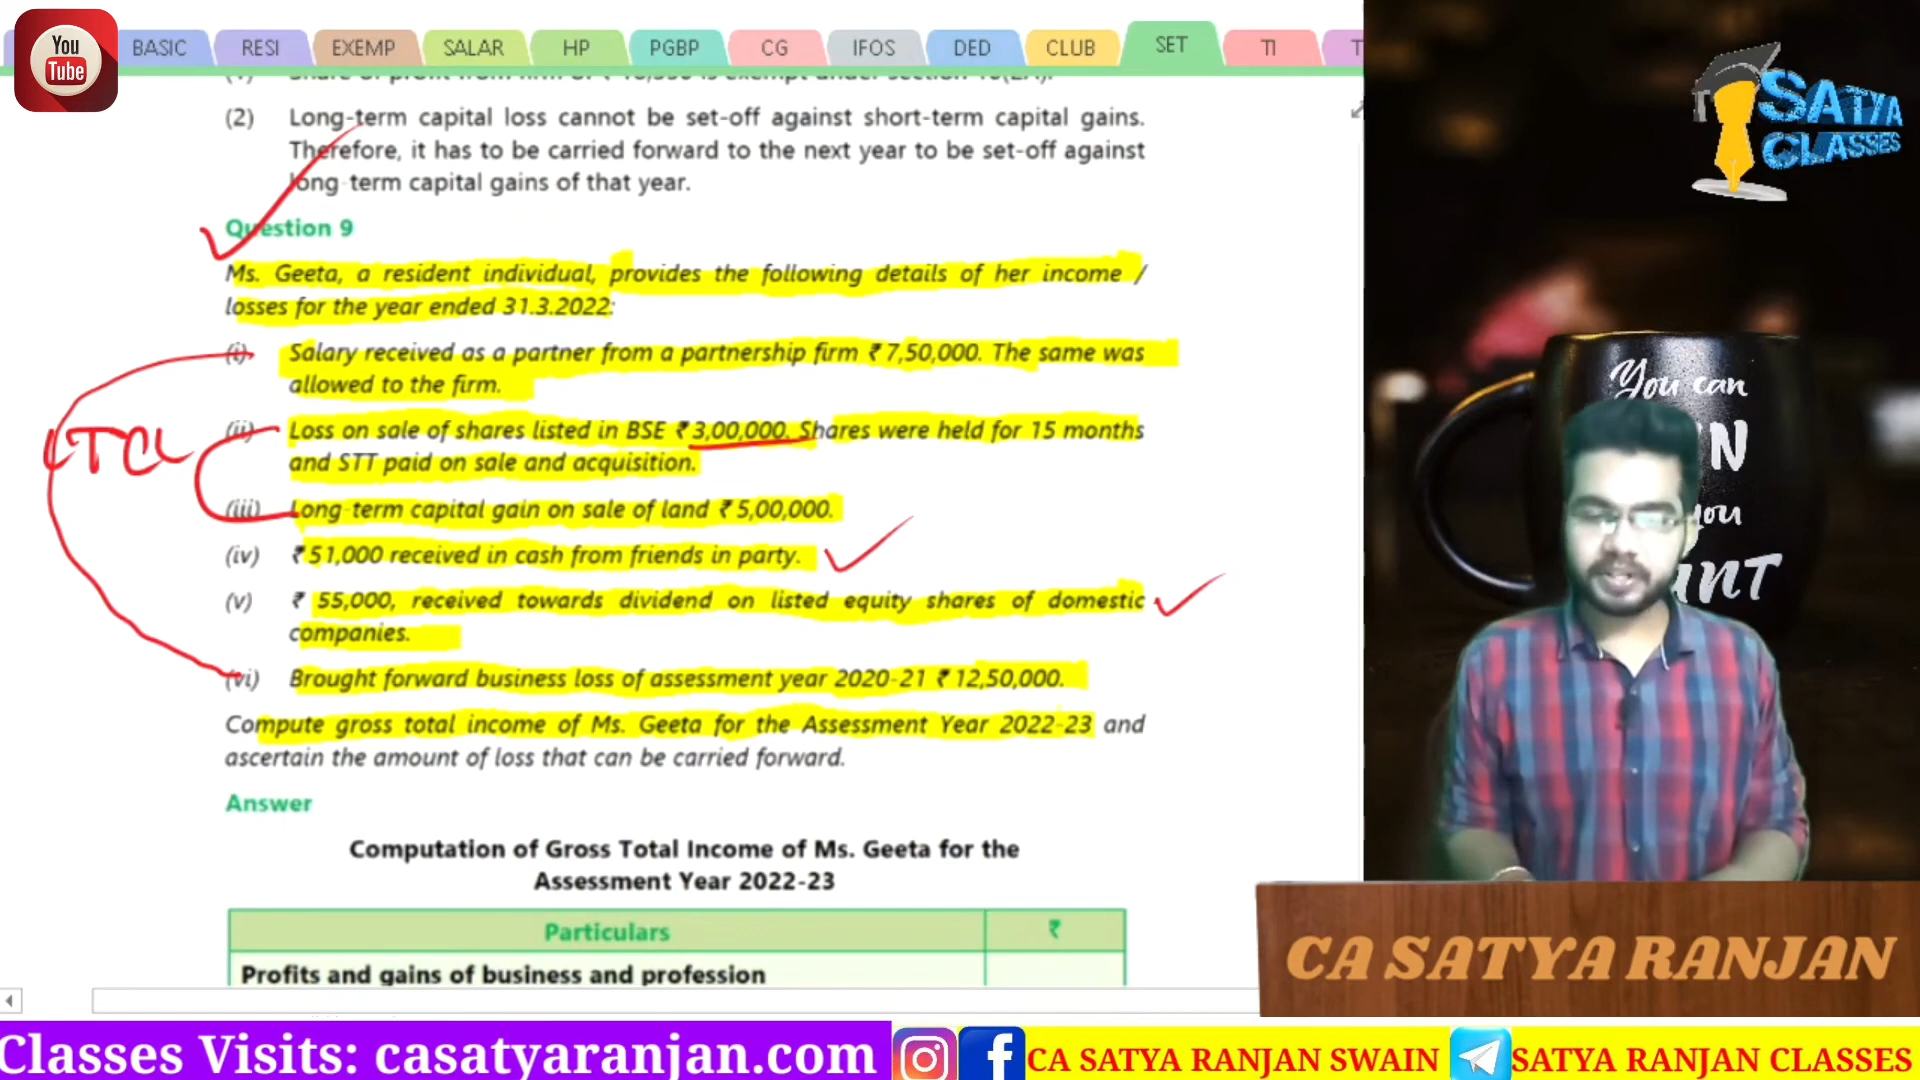 You
Tube
BASIC
RESI
EXEMP
SALAR
HP
PGBP
CG
IFOS
DED
CLUB
SET
TI
T
(2) Long-term capital loss cannot be set-off against short-term capital gains.
Therefore, it has to be carried forward to the next year to be set-off against
long-term capital gains of that year.
Question 9
Ms. Geeta, a resident individual, provides the following details of her income /
losses for the year ended 31.3.2022:
(i) Salary received as a partner from a partnership firm ₹ 7,50,000. The same was
allowed to the firm.
(ii) Loss on sale of shares listed in BSE ₹ 3,00,000. Shares were held for 15 months
and STT paid on sale and acquisition.
LTCL
(iii) Long-term capital gain on sale of land ₹ 5,00,000.
(iv) ₹ 51,000 received in cash from friends in party.
(v) ₹ 55,000, received towards dividend on listed equity shares of domestic
companies.
(vi) Brought forward business loss of assessment year 2020-21 ₹ 12,50,000.
Compute gross total income of Ms. Geeta for the Assessment Year 2022-23 and
ascertain the amount of loss that can be carried forward.
Answer
Computation of Gross Total Income of Ms. Geeta for the
Assessment Year 2022-23
Particulars ₹
Profits and gains of business and profession
SATYA
CLASSES
You can
you
CA SATYA RANJAN
Classes Visits: casatyaranjan.com
CA SATYA RANJAN SWAIN
SATYA RANJAN CLASSES